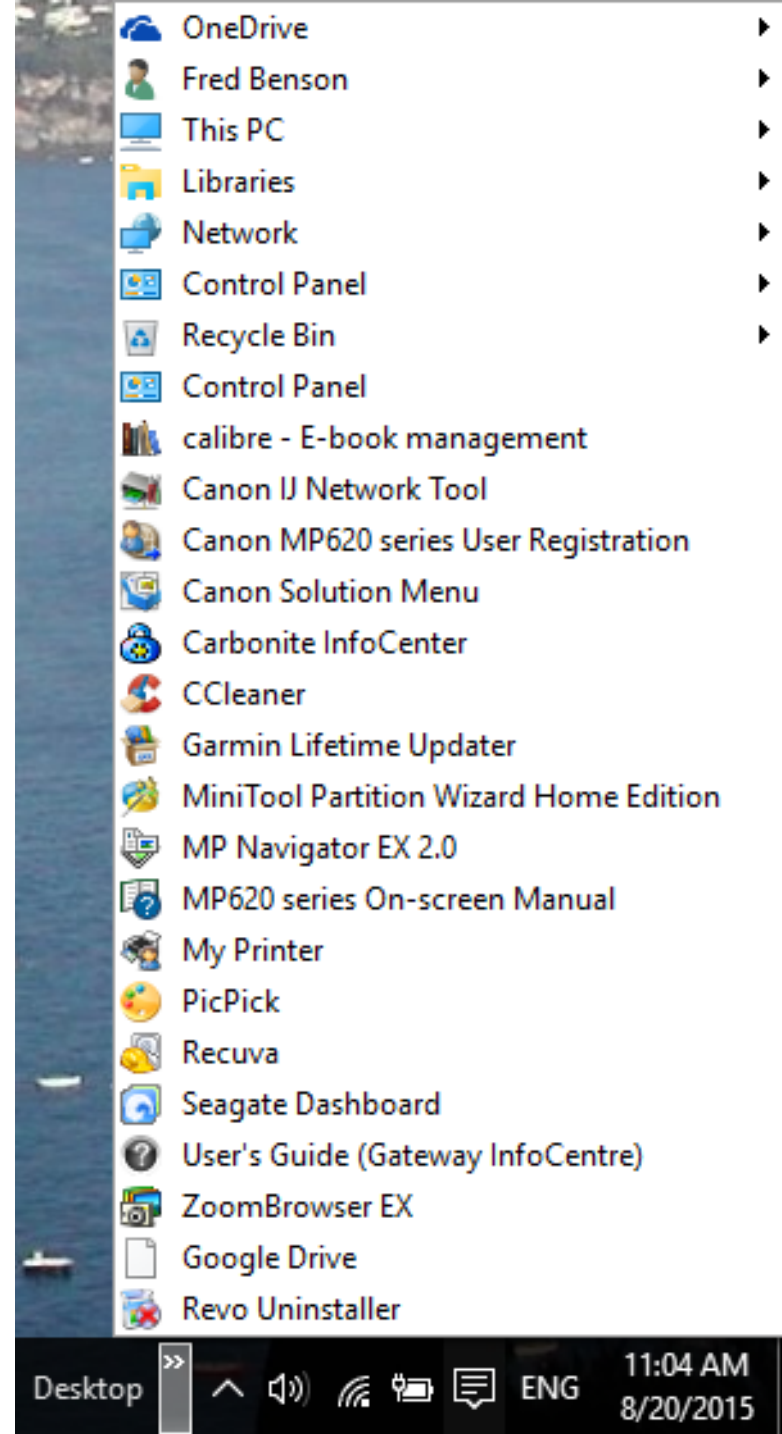 OneDrive
Fred Benson
This PC
Libraries
Network
Control Panel
Recycle Bin
Control Panel
calibre - E-book management
Canon IJ Network Tool
Canon MP620 series User Registration
Canon Solution Menu
Carbonite InfoCenter
CCleaner
Garmin Lifetime Updater
MiniTool Partition Wizard Home Edition
MP Navigator EX 2.0
MP620 series On-screen Manual
My Printer
PicPick
Recuva
Seagate Dashboard
User's Guide (Gateway InfoCentre)
ZoomBrowser EX
Google Drive
Revo Uninstaller
Desktop » ENG 11:04 AM
8/20/2015